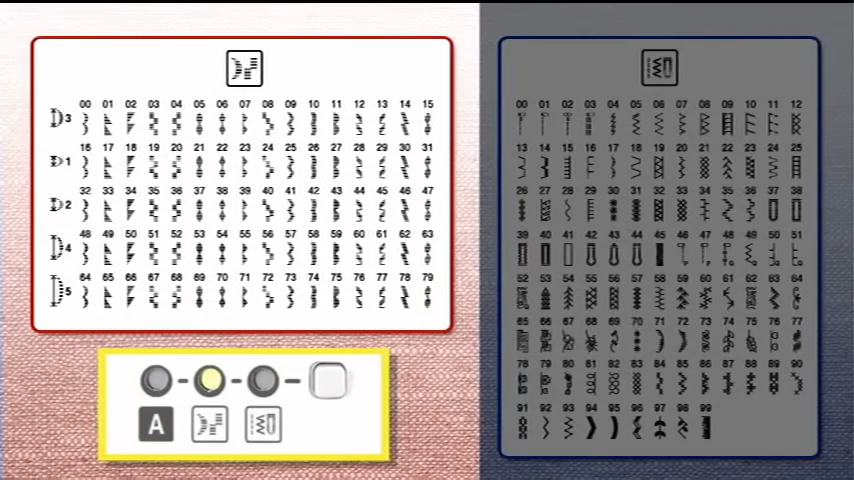 00 01 02 03 04 05 06 07 08 09 10 11 12 13 14 15
3
16 17 18 19 20 21 22 23 24 25 26 27 28 29 30 31
1
32 33 34 35 36 37 38 39 40 41 42 43 44 45 46 47
2
48 49 50 51 52 53 54 55 56 57 58 59 60 61 62 63
4
64 65 66 67 68 69 70 71 72 73 74 75 76 77 78 79
5
A
00 01 02 03 04 05 06 07 08 09 10 11 12
13 14 15 16 17 18 19 20 21 22 23 24 25
26 27 28 29 30 31 32 33 34 35 36 37 38
39 40 41 42 43 44 45 46 47 48 49 50 51
52 53 54 55 56 57 58 59 60 61 62 63 64
65 66 67 68 69 70 71 72 73 74 75 76 77
78 79 80 81 82 83 84 85 86 87 88 89 90
91 92 93 94 95 96 97 98 99